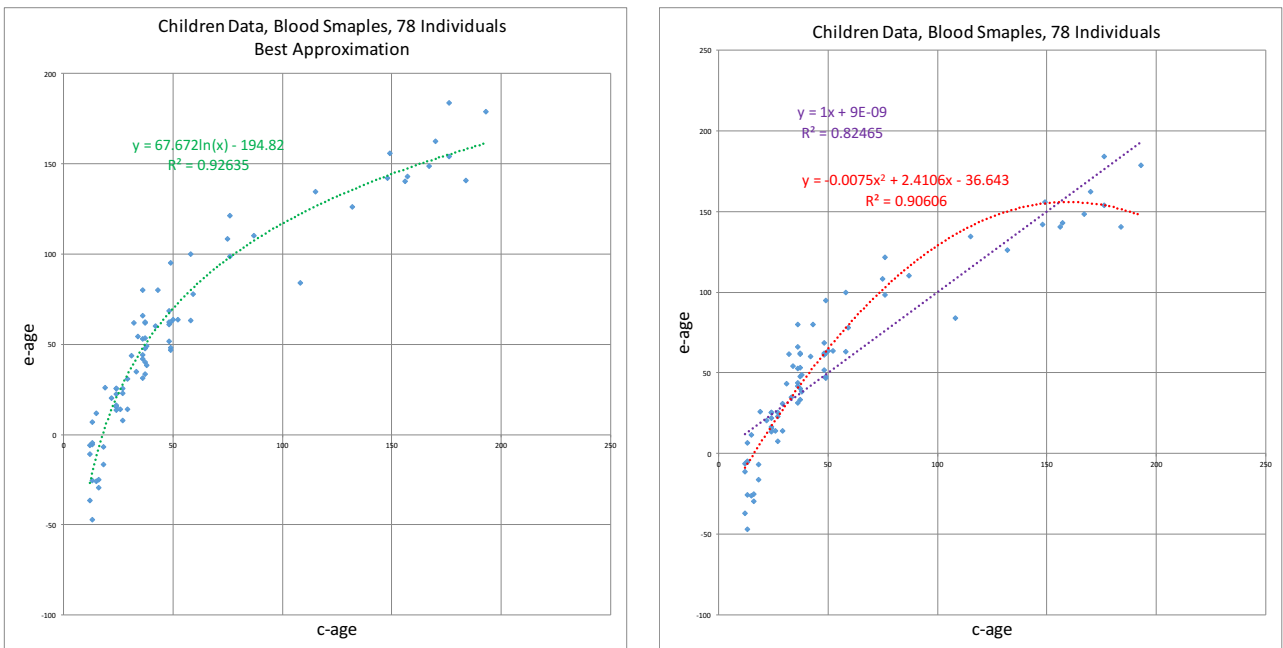 Children Data, Blood Smaples, 78 Individuals
Best Approximation
200
150
100
50
0
-50
-100
0
50
100
150
200
250
y = 67.672ln(x) - 194.82
R² = 0.92635
e-age
c-age
Children Data, Blood Smaples, 78 Individuals
250
200
150
100
50
0
-50
-100
0
50
100
150
200
250
y = 1x + 9E-09
R² = 0.82465
y = -0.0075x² + 2.4106x - 36.643
R² = 0.90606
e-age
c-age